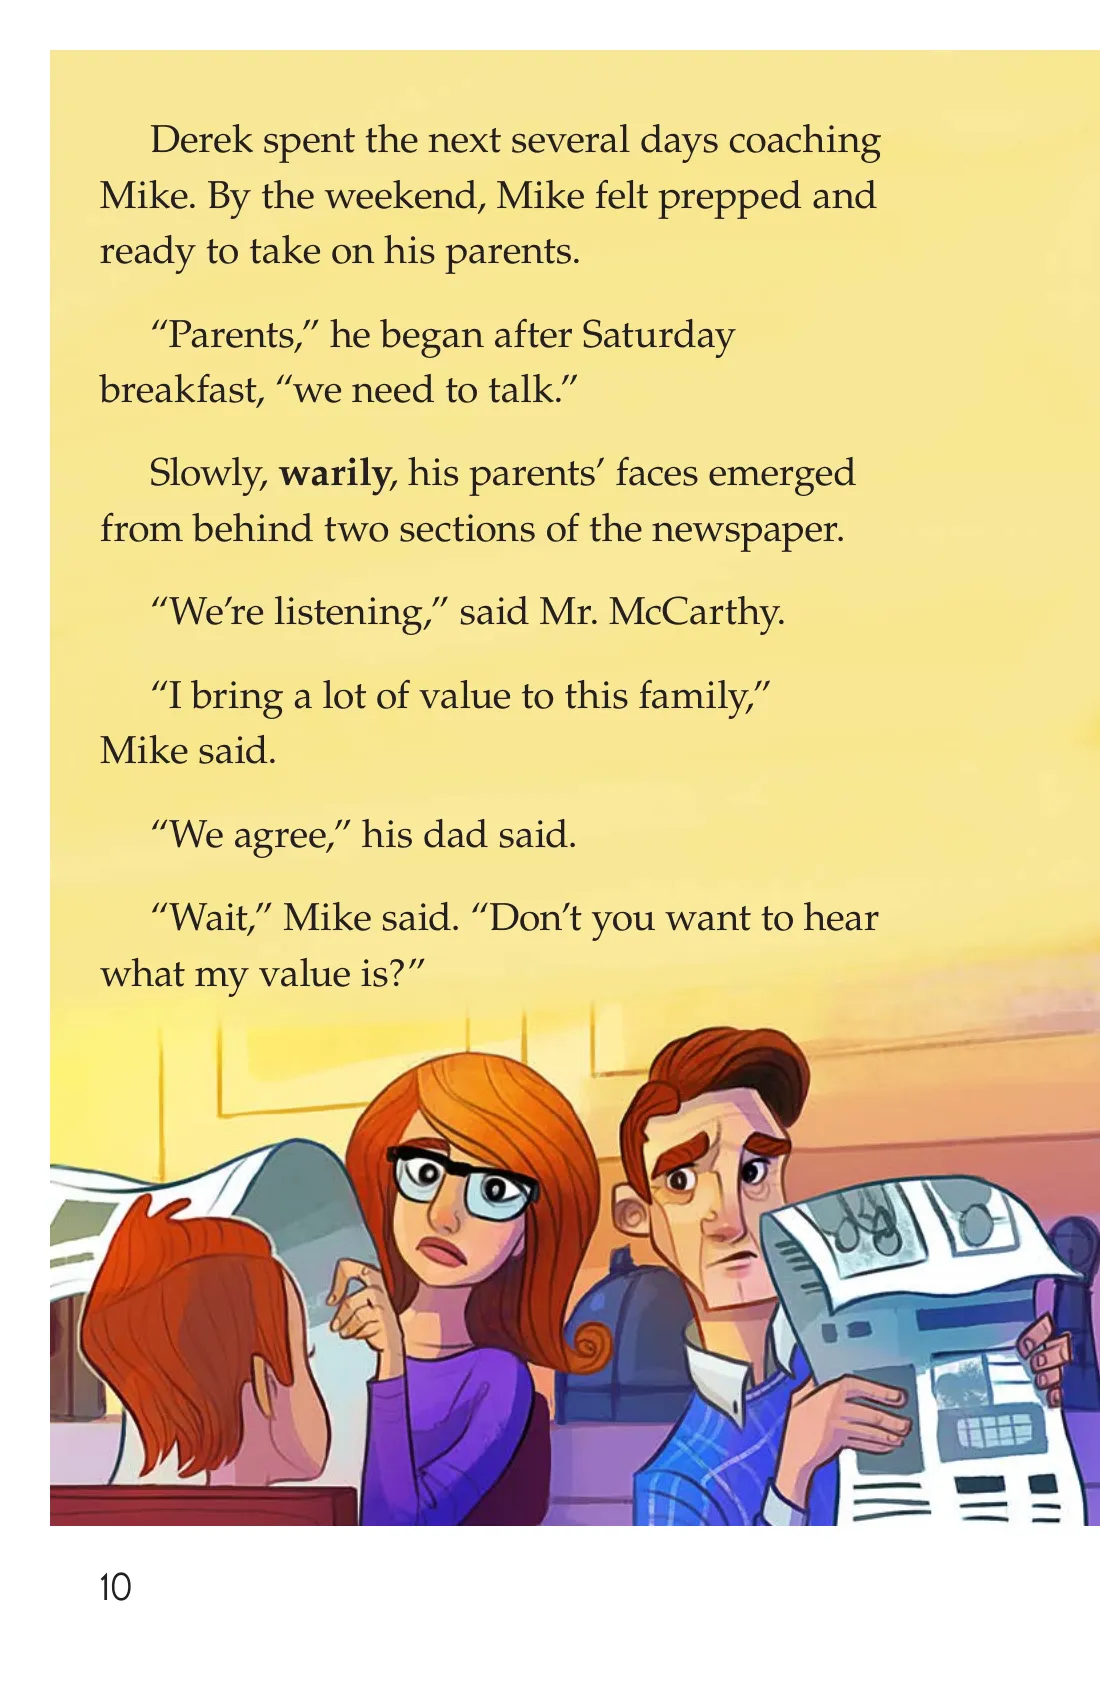 Derek spent the next several days coaching
Mike. By the weekend, Mike felt prepped and
ready to take on his parents.
“Parents,” he began after Saturday
breakfast, “we need to talk.”
Slowly, warily, his parents’ faces emerged
from behind two sections of the newspaper.
“We’re listening,” said Mr. McCarthy.
“I bring a lot of value to this family,”
Mike said.
“We agree,” his dad said.
“Wait,” Mike said. “Don’t you want to hear
what my value is?”
10